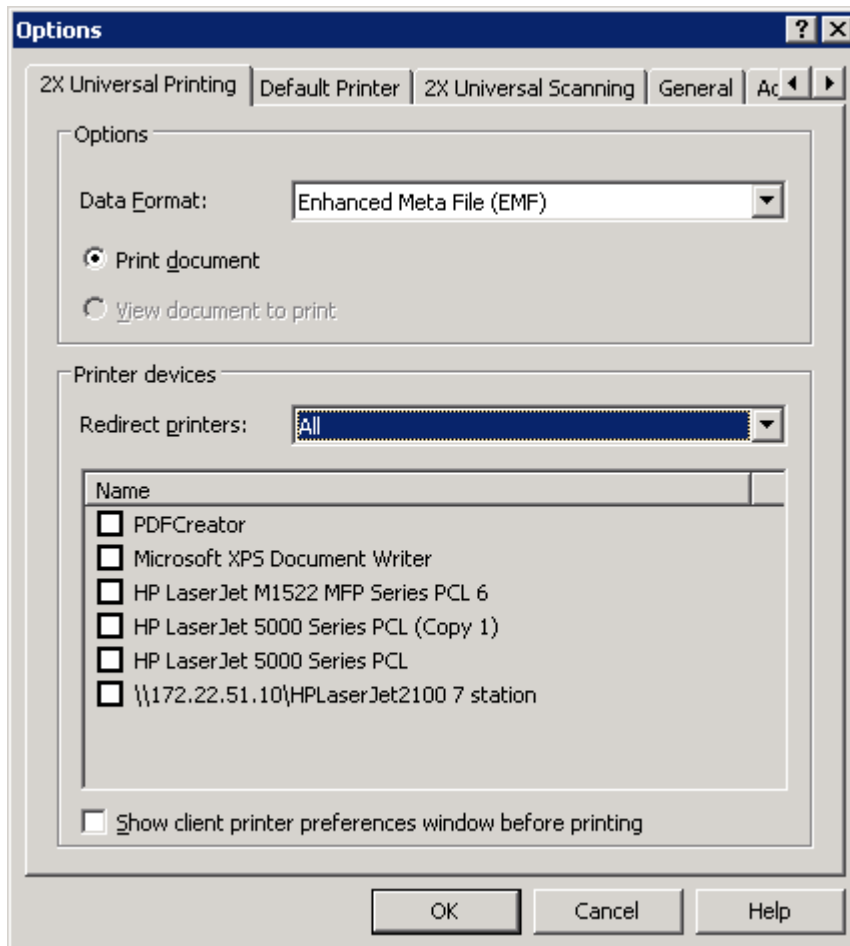 Options
2X Universal Printing Default Printer 2X Universal Scanning General
Options
Data Format: Enhanced Meta File (EMF)
Print document
View document to print
Printer devices
Redirect printers: All
Name
PDFCreator
Microsoft XPS Document Writer
HP LaserJet M1522 MFP Series PCL 6
HP LaserJet 5000 Series PCL (Copy 1)
HP LaserJet 5000 Series PCL
\\172.22.51.10\HPLaserJet2100 7 station
Show client printer preferences window before printing
OK Cancel Help